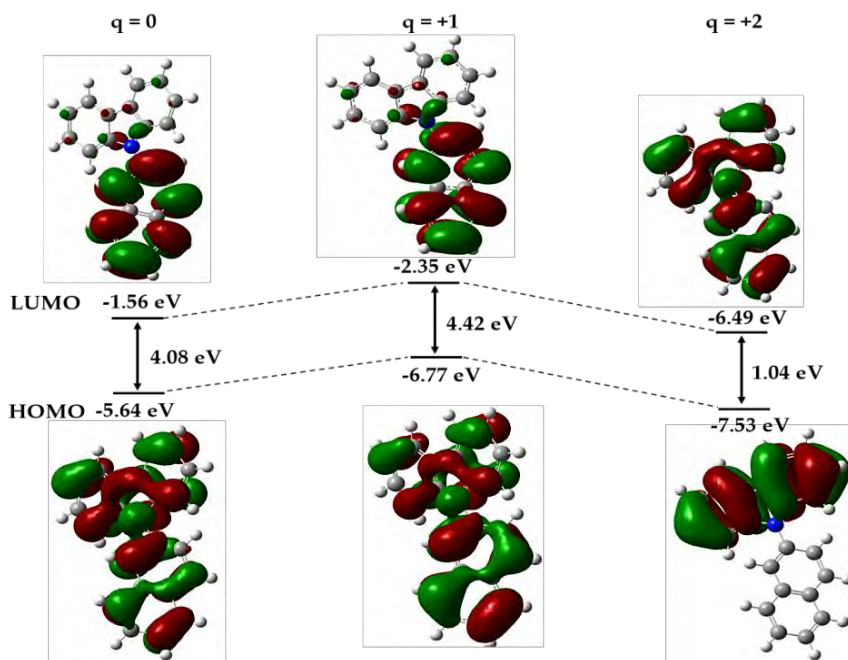 q = 0
q = +1
q = +2
LUMO
-1.56 eV
-2.35 eV
-6.49 eV
4.08 eV
4.42 eV
1.04 eV
HOMO
-5.64 eV
-6.77 eV
-7.53 eV